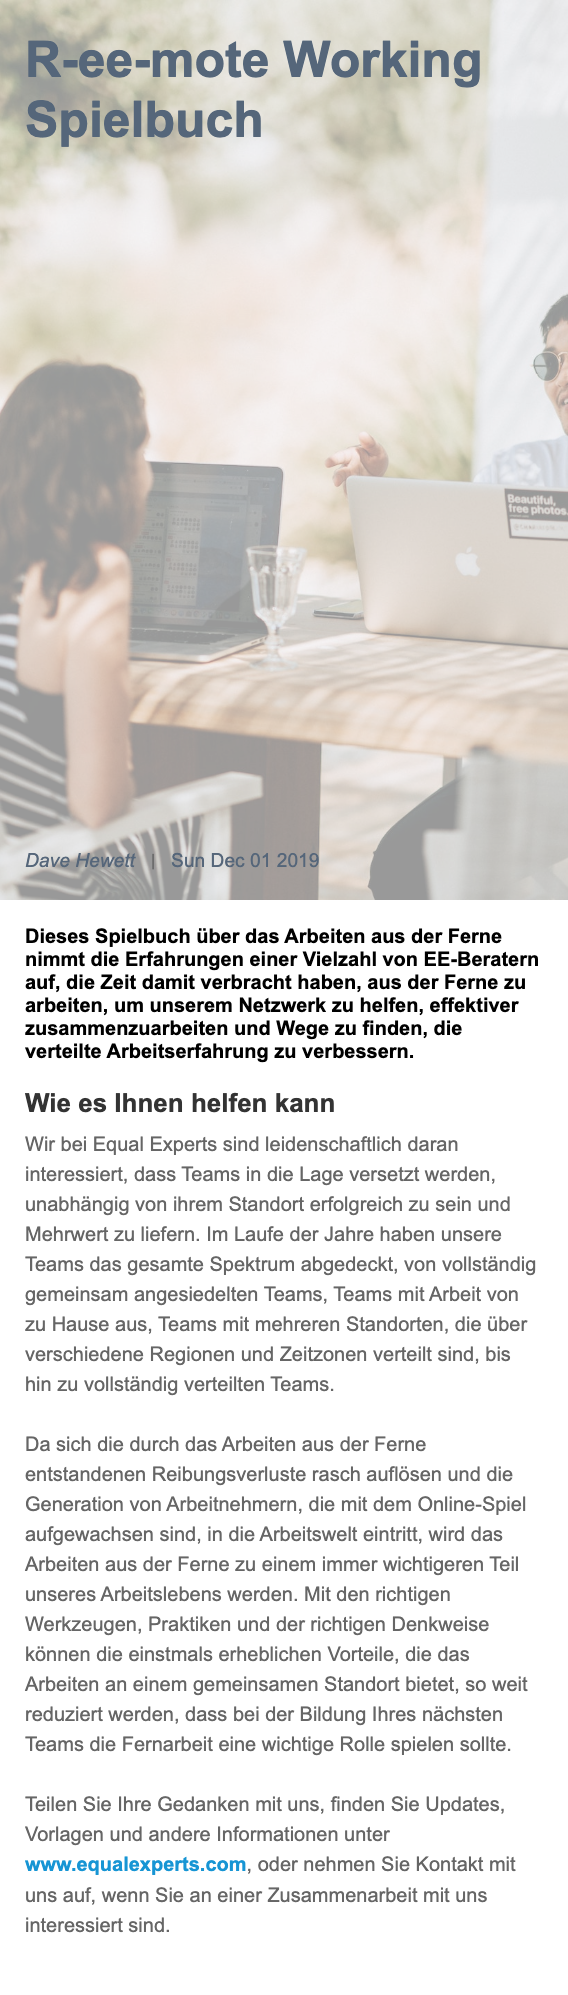 R-ee-mote Working
Spielbuch
Beautiful,
free photos.
Dave Hewett | Sun Dec 01 2019
Dieses Spielbuch über das Arbeiten aus der Ferne
nimmt die Erfahrungen einer Vielzahl von EE-Beratern
auf, die Zeit damit verbracht haben, aus der Ferne zu
arbeiten, um unserem Netzwerk zu helfen, effektiver
zusammenzuarbeiten und Wege zu finden, die
verteilte Arbeitserfahrung zu verbessern.
Wie es Ihnen helfen kann
Wir bei Equal Experts sind leidenschaftlich daran
interessiert, dass Teams in die Lage versetzt werden,
unabhängig von ihrem Standort erfolgreich zu sein und
Mehrwert zu liefern. Im Laufe der Jahre haben unsere
Teams das gesamte Spektrum abgedeckt, von vollständig
gemeinsam angesiedelten Teams, Teams mit Arbeit von
zu Hause aus, Teams mit mehreren Standorten, die über
verschiedene Regionen und Zeitzonen verteilt sind, bis
hin zu vollständig verteilten Teams.
Da sich die durch das Arbeiten aus der Ferne
entstandenen Reibungsverluste rasch auflösen und die
Generation von Arbeitnehmern, die mit dem Online-Spiel
aufgewachsen sind, in die Arbeitswelt eintritt, wird das
Arbeiten aus der Ferne zu einem immer wichtigeren Teil
unseres Arbeitslebens werden. Mit den richtigen
Werkzeugen, Praktiken und der richtigen Denkweise
können die einstmals erheblichen Vorteile, die das
Arbeiten an einem gemeinsamen Standort bietet, so weit
reduziert werden, dass bei der Bildung Ihres nächsten
Teams die Fernarbeit eine wichtige Rolle spielen sollte.
Teilen Sie Ihre Gedanken mit uns, finden Sie Updates,
Vorlagen und andere Informationen unter
www.equalexperts.com, oder nehmen Sie Kontakt mit
uns auf, wenn Sie an einer Zusammenarbeit mit uns
interessiert sind.